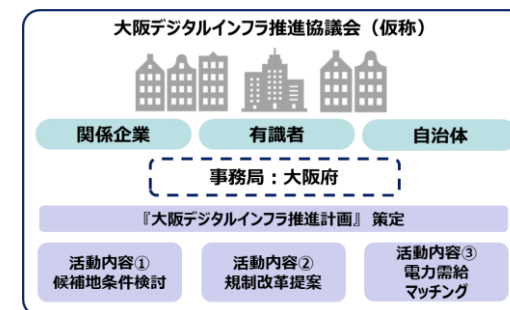 大阪デジタルインフラ推進協議会（仮称）
関係企業
有識者
自治体
事務局：大阪府
『大阪デジタルインフラ推進計画』 策定
活動内容①
候補地条件検討
活動内容②
規制改革提案
活動内容③
電力需給
マッチング